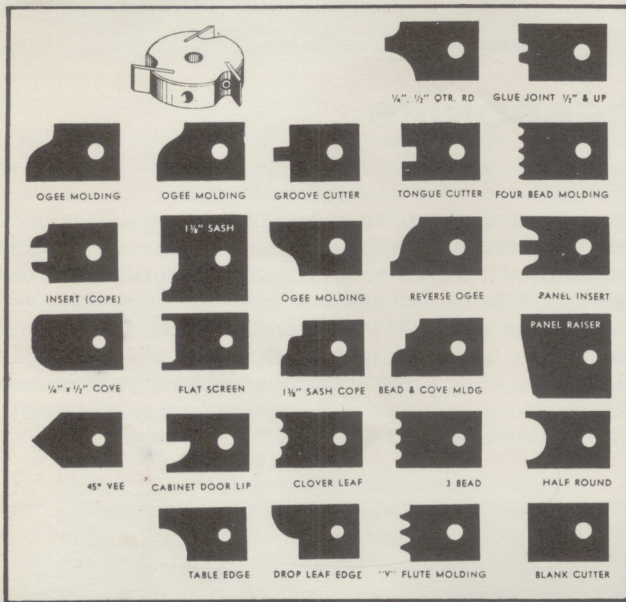 1/4", 1/2" QTR. RD.
GLUE JOINT 1/2" & UP
OGEE MOLDING
OGEE MOLDING
GROOVE CUTTER
TONGUE CUTTER
FOUR BEAD MOLDING
INSERT (COPE)
1 3/8" SASH
OGEE MOLDING
REVERSE OGEE
PANEL INSERT
1/4" x 1/2" COVE
FLAT SCREEN
1 3/8" SASH COPE
BEAD & COVE MLDG
PANEL RAISER
45° VEE
CABINET DOOR LIP
CLOVER LEAF
3 BEAD
HALF ROUND
TABLE EDGE
DROP LEAF EDGE
"V" FLUTE MOLDING
BLANK CUTTER